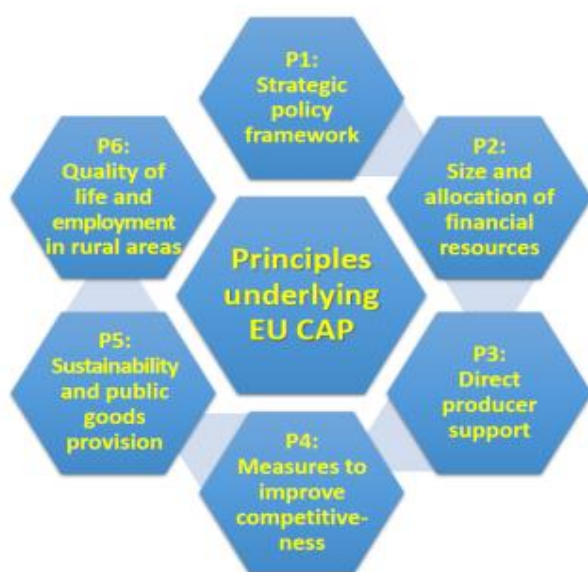 P1:
Strategic
policy
framework
P2:
Size and
allocation of
financial
resources
P3:
Direct
producer
support
P4:
Measures to
improve
competitive-
ness
P5:
Sustainability
and public
goods
provision
P6:
Quality of
life and
employment
in rural areas
Principles
underlying
EU CAP